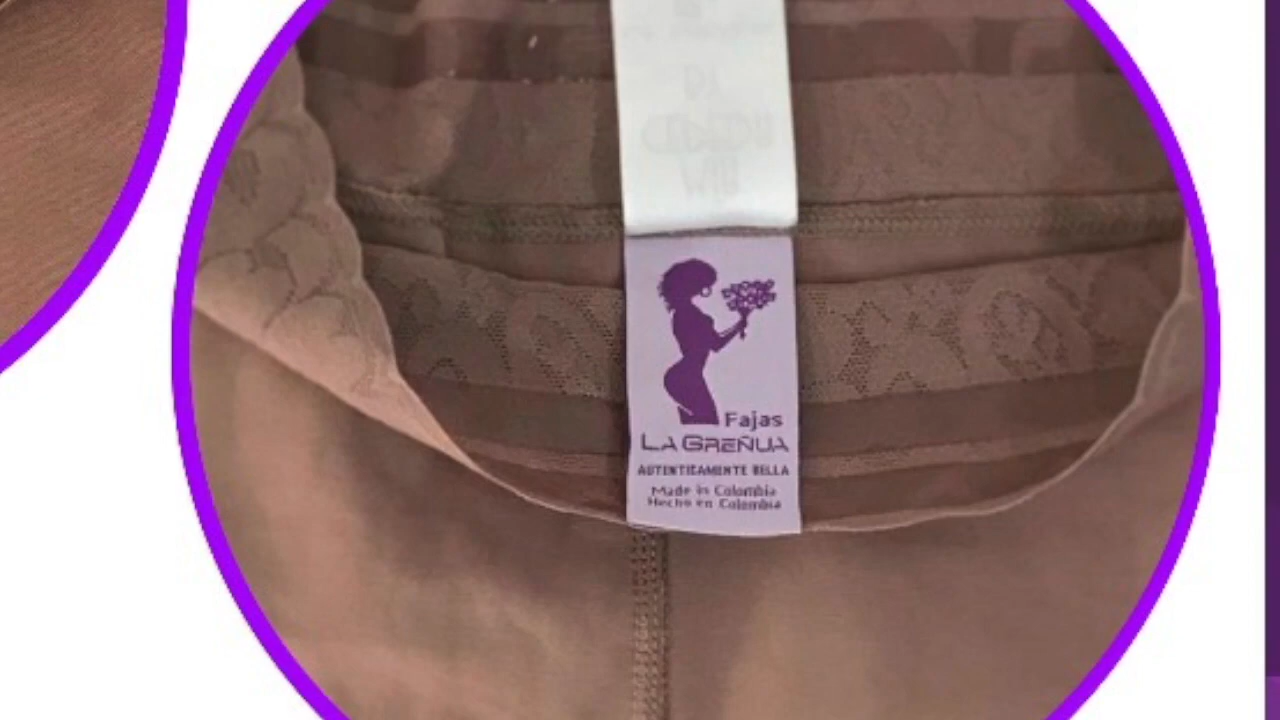 Fajas
LA GREÑUA
AUTENTICAMENTE BELLA
Made in Colombia
Hecho en Colombia